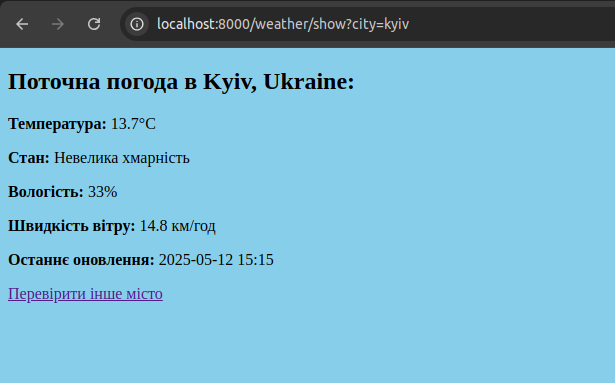 localhost:8000/weather/show?city=kyiv
Поточна погода в Kyiv, Ukraine:
Температура: 13.7°C
Стан: Невелика хмарність
Вологість: 33%
Швидкість вітру: 14.8 км/год
Останнє оновлення: 2025-05-12 15:15
Перевірити інше місто